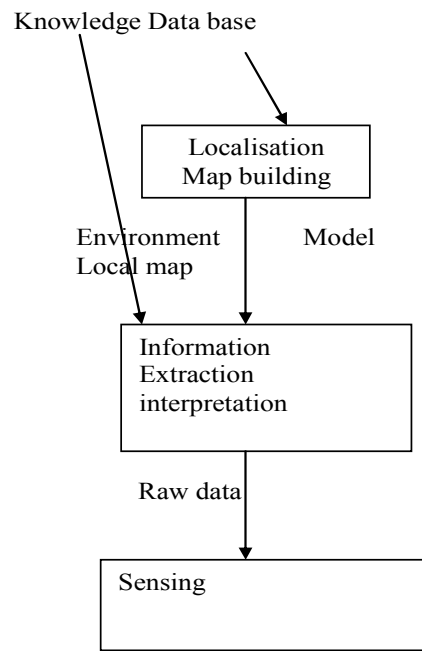 Knowledge Data base
Localisation
Map building
Environment Model
Local map
Information
Extraction
interpretation
Raw data
Sensing